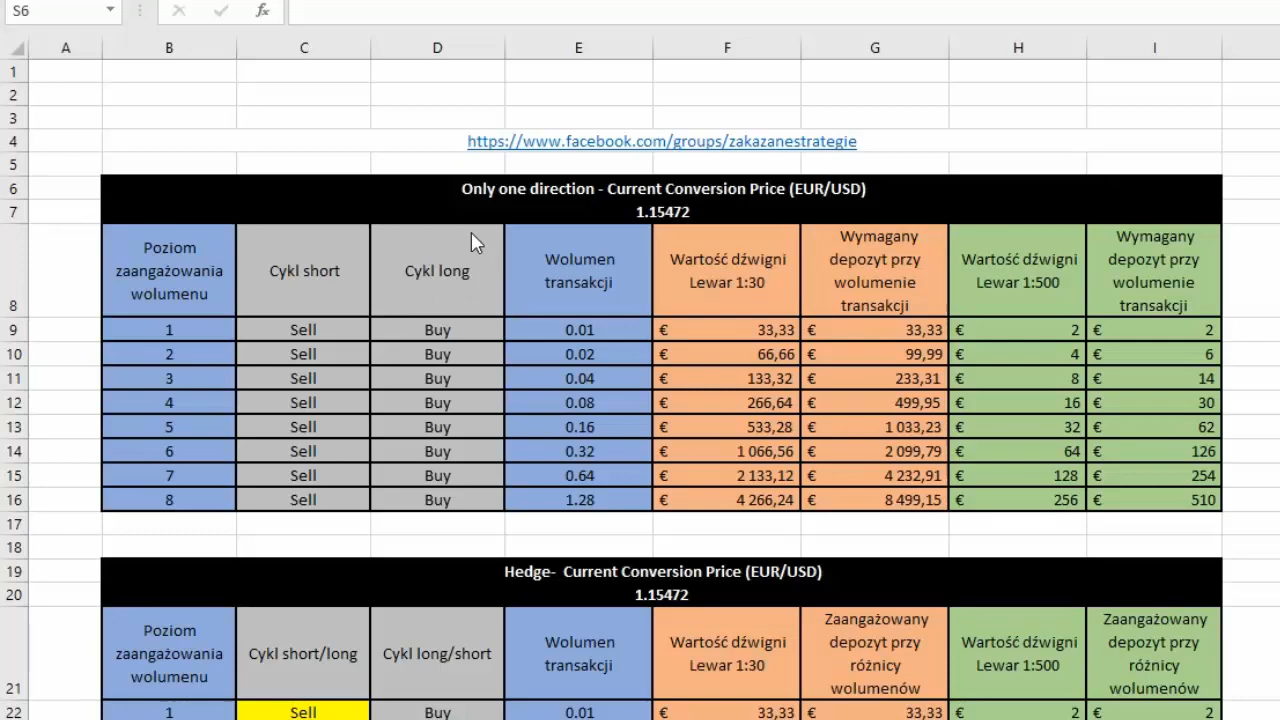 S6
fx
A B C D E F G H I
1
2
3
4 https://www.facebook.com/groups/zakazanestrategie
5
6 Only one direction - Current Conversion Price (EUR/USD)
7 1.15472
8 Poziom zaangażowania wolumenu Cykl short Cykl long Wolumen transakcji Wartość dźwigni Lewar 1:30 Wymagany depozyt przy wolumenie transakcji Wartość dźwigni Lewar 1:500 Wymagany depozyt przy wolumenie transakcji
9 1 Sell Buy 0.01 € 33,33 € 33,33 € 2 € 2
10 2 Sell Buy 0.02 € 66,66 € 99,99 € 4 € 6
11 3 Sell Buy 0.04 € 133,32 € 233,31 € 8 € 14
12 4 Sell Buy 0.08 € 266,64 € 499,95 € 16 € 30
13 5 Sell Buy 0.16 € 533,28 € 1 033,23 € 32 € 62
14 6 Sell Buy 0.32 € 1 066,56 € 2 099,79 € 64 € 126
15 7 Sell Buy 0.64 € 2 133,12 € 4 232,91 € 128 € 254
16 8 Sell Buy 1.28 € 4 266,24 € 8 499,15 € 256 € 510
17
18
19 Hedge- Current Conversion Price (EUR/USD)
20 1.15472
21 Poziom zaangażowania wolumenu Cykl short/long Cykl long/short Wolumen transakcji Wartość dźwigni Lewar 1:30 Zaangażowany depozyt przy różnicy wolumenów Wartość dźwigni Lewar 1:500 Zaangażowany depozyt przy różnicy wolumenów
22 1 Sell Buy 0.01 € 33,33 € 33,33 € 2 € 2